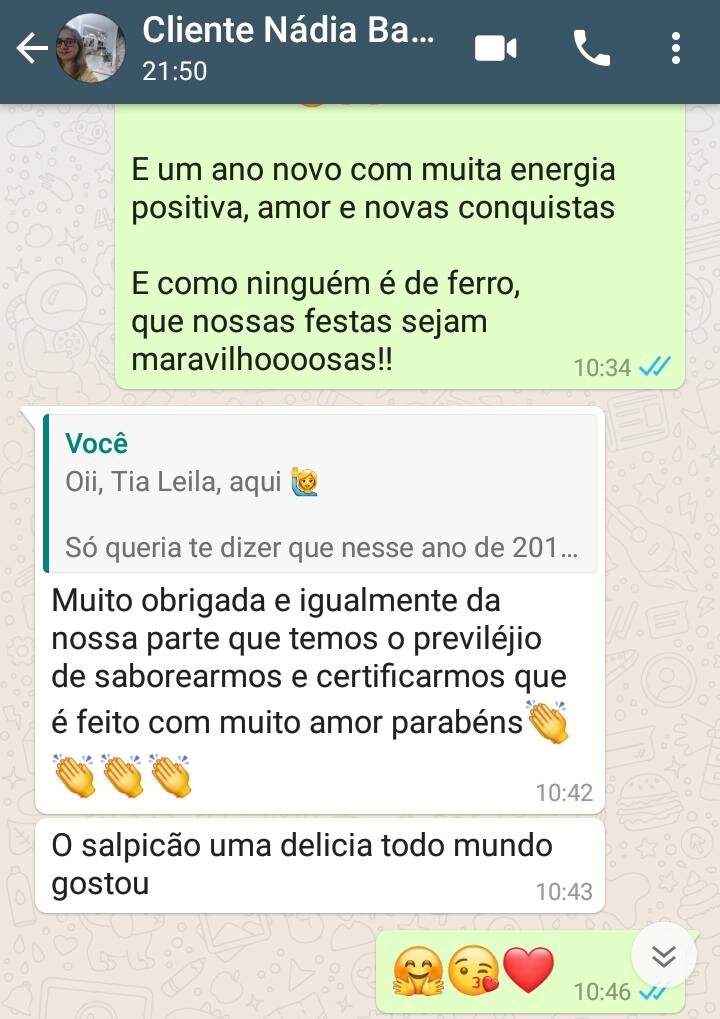 Cliente Nádia Ba...
21:50
E um ano novo com muita energia
positiva, amor e novas conquistas
E como ninguém é de ferro,
que nossas festas sejam
maravilhoooosas!!
10:34
Você
Oii, Tia Leila, aqui 🙋
Só queria te dizer que nesse ano de 201...
Muito obrigada e igualmente da
nossa parte que temos o previléjio
de saborearmos e certificarmos que
é feito com muito amor parabéns👏
👏👏👏
10:42
O salpicão uma delicia todo mundo
gostou
10:43
🤗😘❤️
10:46